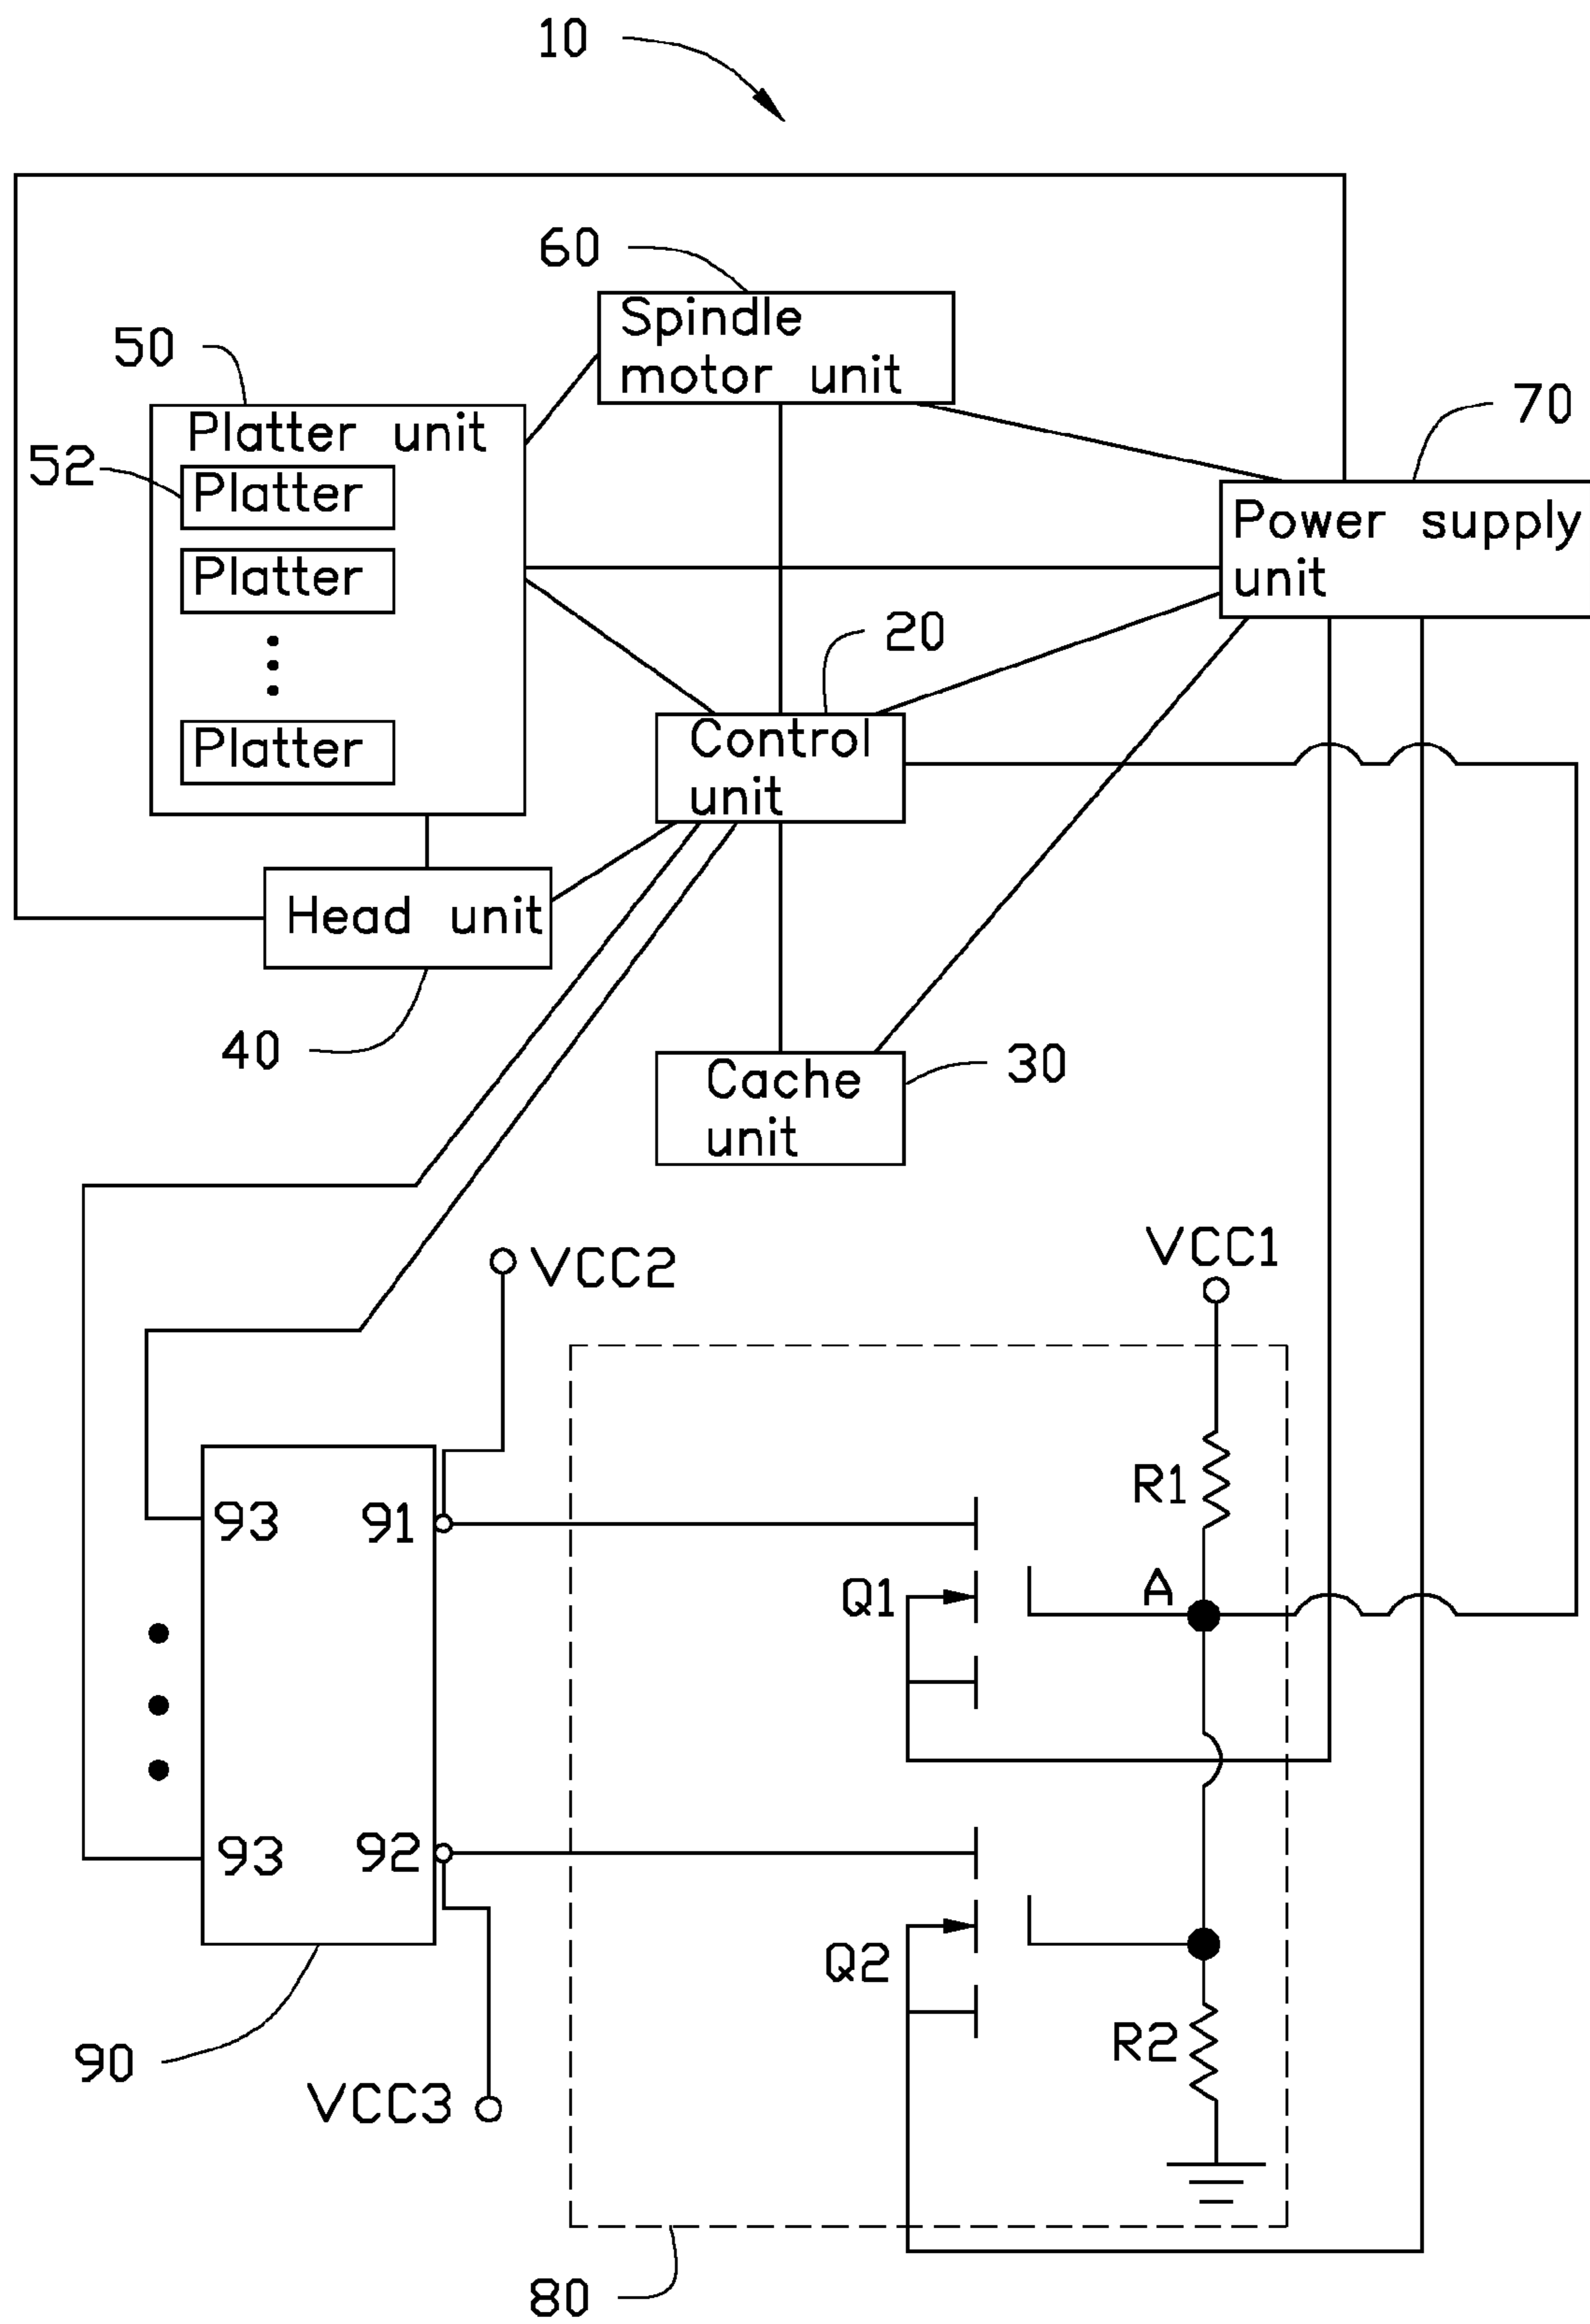 10
60
Spindle
motor unit
50
Platter unit
52
Platter
Platter
Platter
70
Power supply
unit
20
Control
unit
Head unit
40
Cache
unit
30
VCC2
VCC1
R1
93
91
Q1
A
93
92
Q2
R2
90
VCC3
80